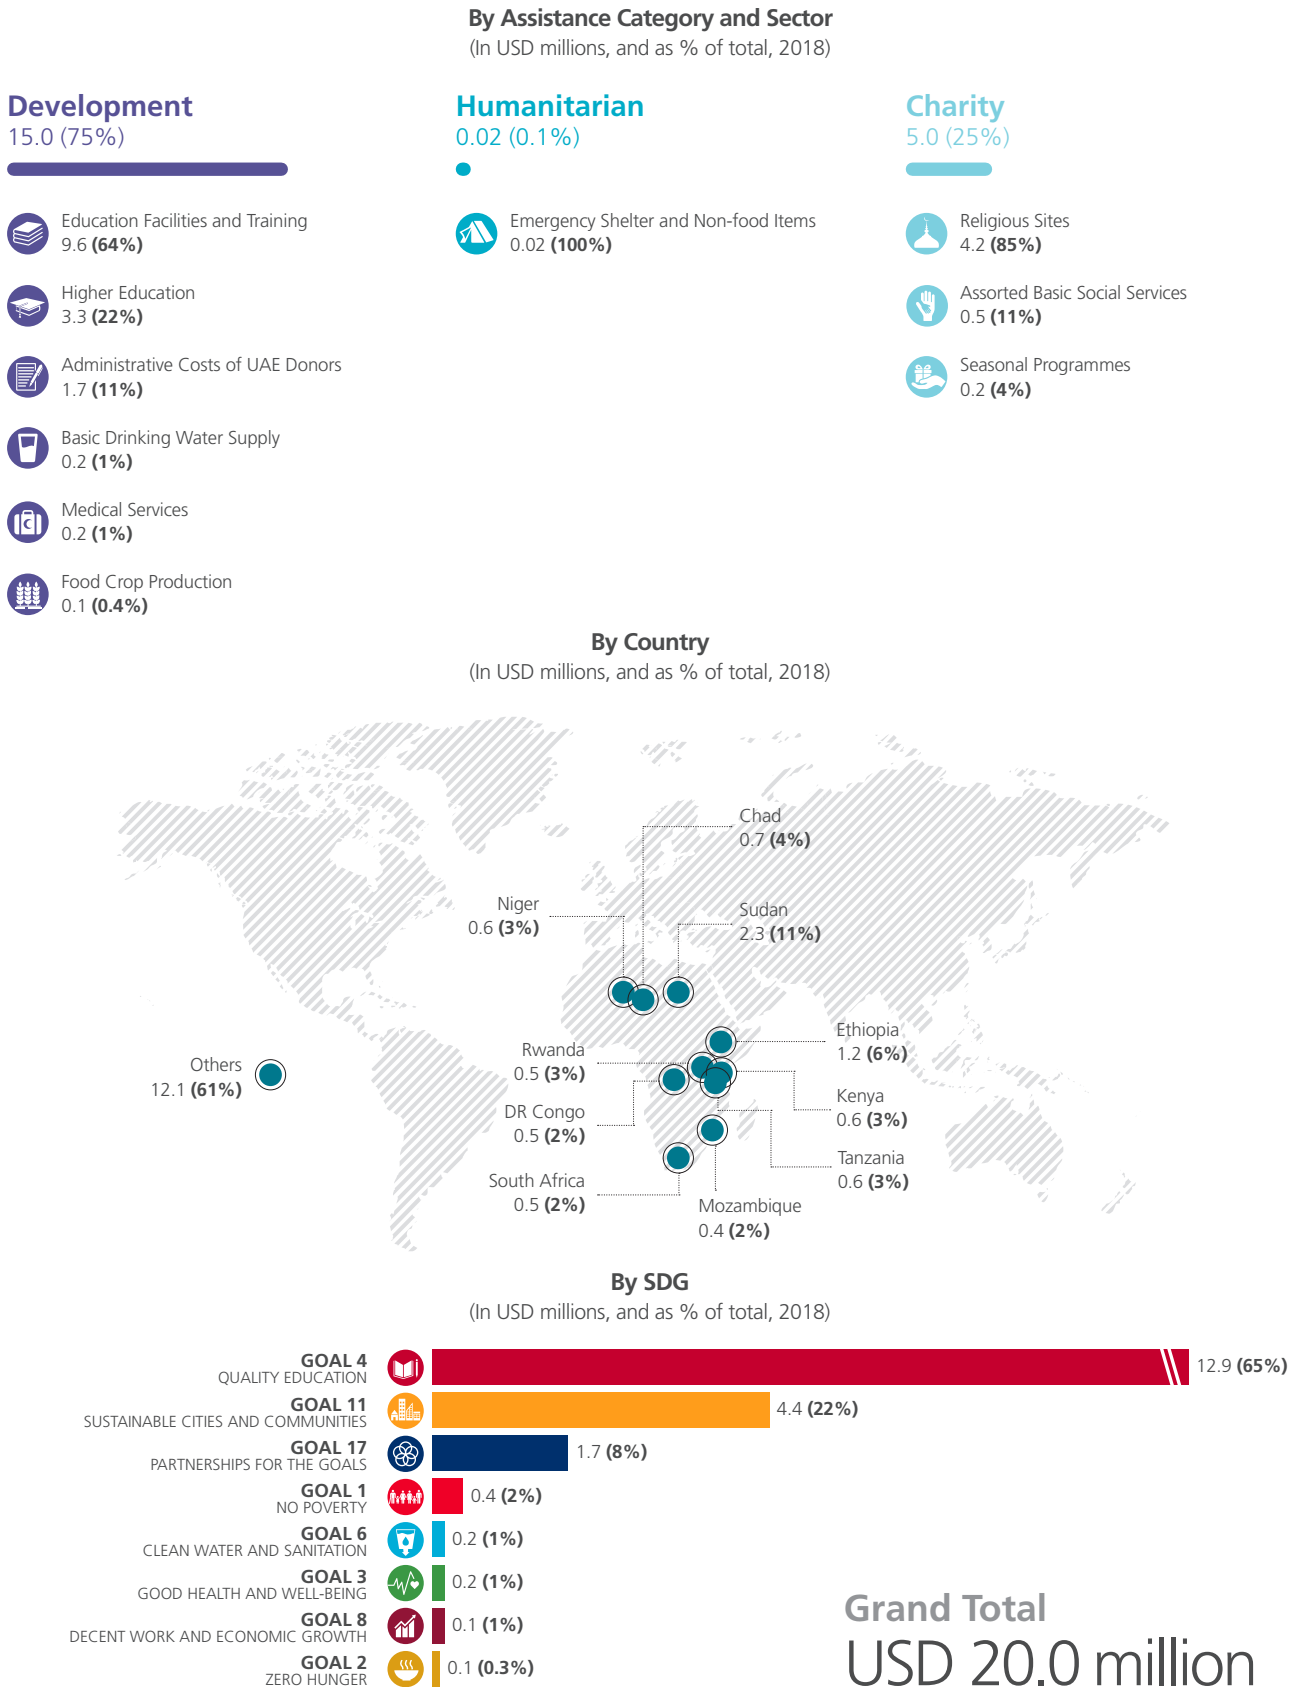 By Assistance Category and Sector
(In USD millions, and as % of total, 2018)
Development
15.0 (75%)
Education Facilities and Training
9.6 (64%)
Higher Education
3.3 (22%)
Administrative Costs of UAE Donors
1.7 (11%)
Basic Drinking Water Supply
0.2 (1%)
Medical Services
0.2 (1%)
Food Crop Production
0.1 (0.4%)
Humanitarian
0.02 (0.1%)
Emergency Shelter and Non-food Items
0.02 (100%)
Charity
5.0 (25%)
Religious Sites
4.2 (85%)
Assorted Basic Social Services
0.5 (11%)
Seasonal Programmes
0.2 (4%)
By Country
(In USD millions, and as % of total, 2018)
Chad
0.7 (4%)
Niger
0.6 (3%)
Sudan
2.3 (11%)
Ethiopia
1.2 (6%)
Rwanda
0.5 (3%)
Others
12.1 (61%)
Kenya
0.6 (3%)
DR Congo
0.5 (2%)
Tanzania
0.6 (3%)
South Africa
0.5 (2%)
Mozambique
0.4 (2%)
By SDG
(In USD millions, and as % of total, 2018)
GOAL 4
QUALITY EDUCATION
12.9 (65%)
GOAL 11
SUSTAINABLE CITIES AND COMMUNITIES
4.4 (22%)
GOAL 17
PARTNERSHIPS FOR THE GOALS
1.7 (8%)
GOAL 1
NO POVERTY
0.4 (2%)
GOAL 6
CLEAN WATER AND SANITATION
0.2 (1%)
GOAL 3
GOOD HEALTH AND WELL-BEING
0.2 (1%)
GOAL 8
DECENT WORK AND ECONOMIC GROWTH
0.1 (1%)
GOAL 2
ZERO HUNGER
0.1 (0.3%)
Grand Total
USD 20.0 million